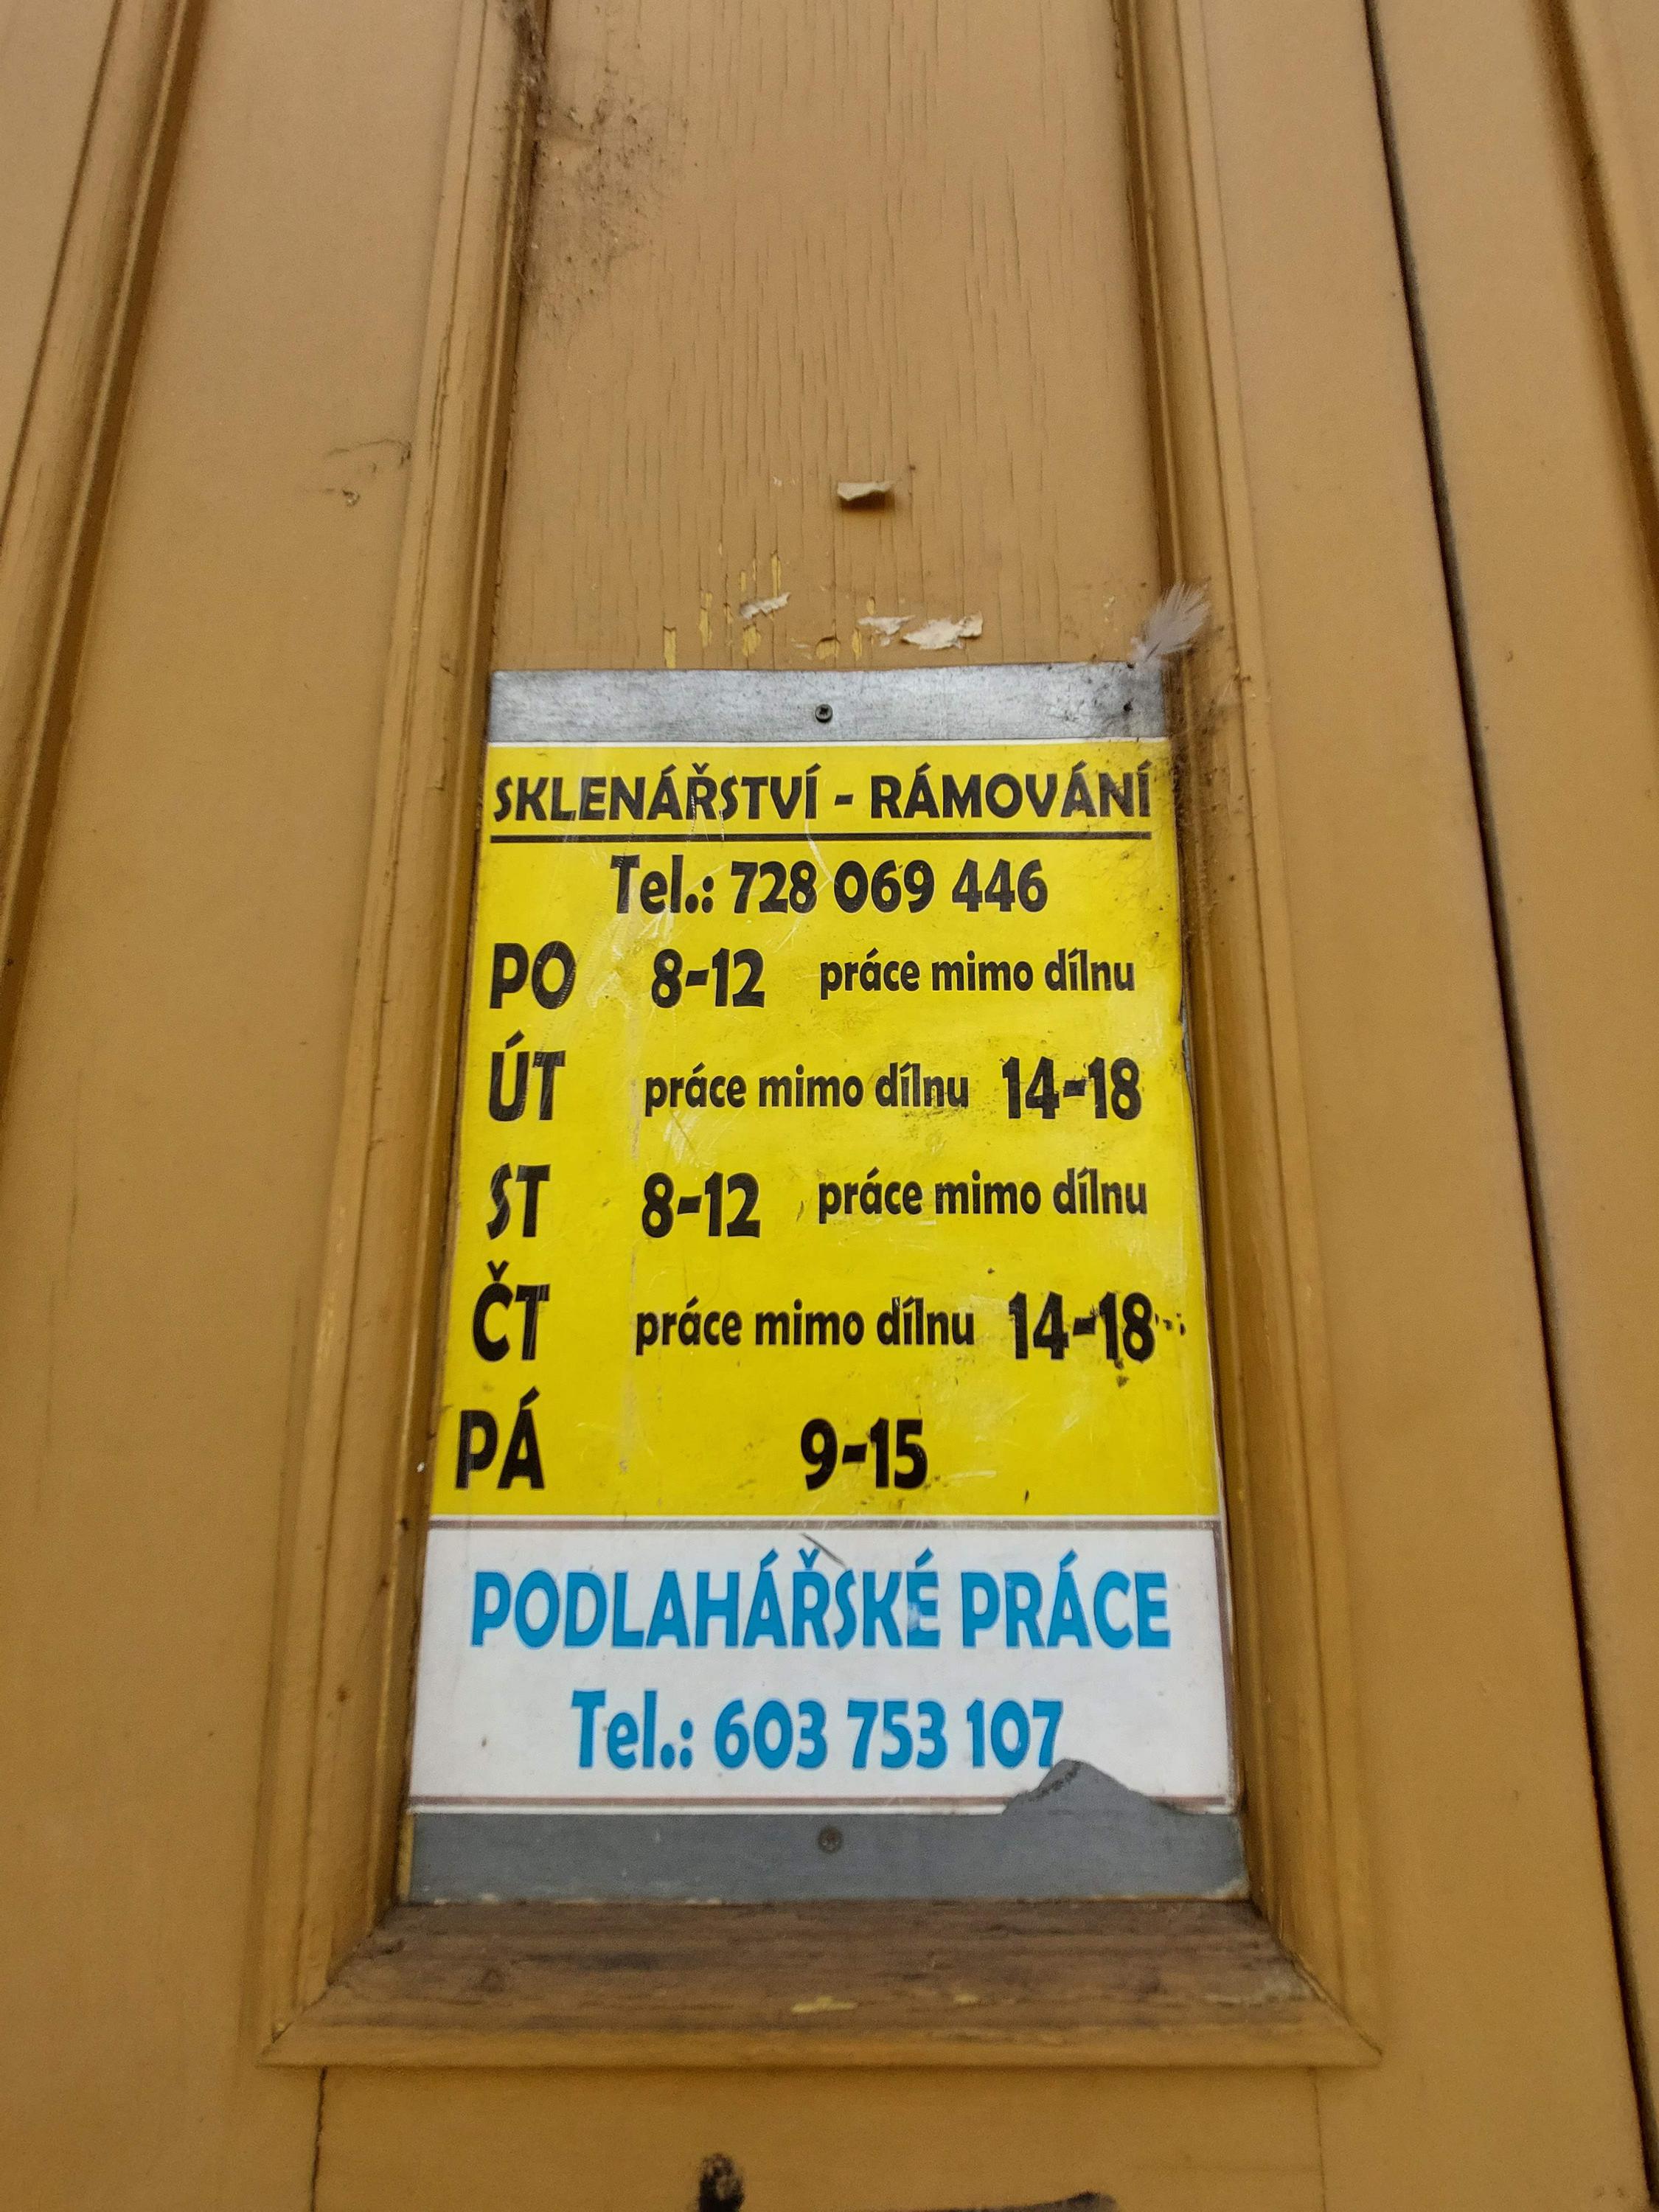 SKLENÁŘSTVÍ - RÁMOVÁNÍ
Tel.: 728 069 446
PO 8-12 práce mimo dílnu
ÚT práce mimo dílnu 14-18
ST 8-12 práce mimo dílnu
ČT práce mimo dílnu 14-18
PÁ 9-15
PODLAHÁŘSKÉ PRÁCE
Tel.: 603 753 107